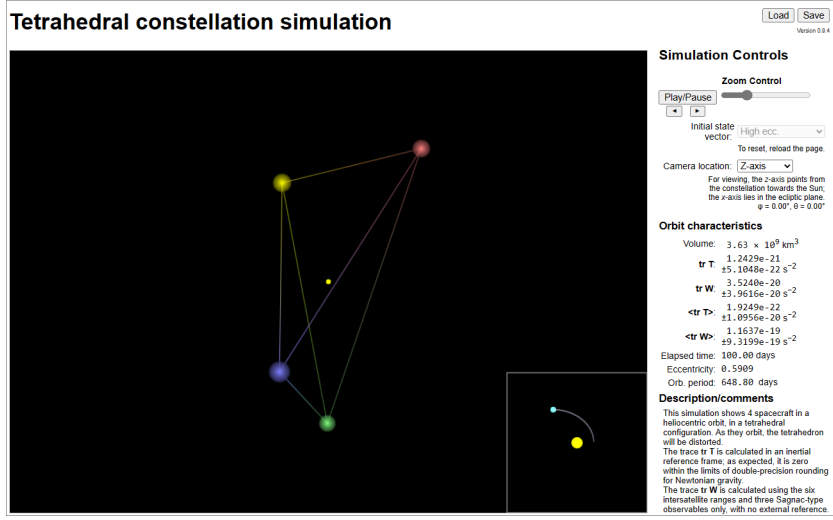 Tetrahedral constellation simulation
Load Save
Version 0.9.4
Simulation Controls
Zoom Control
Play/Pause
◄ ►
Initial state vector: High ecc.
To reset, reload the page.
Camera location: Z-axis
For viewing, the z-axis points from
the constellation towards the Sun;
the x-axis lies in the ecliptic plane.
φ = 0.00°, θ = 0.00°
Orbit characteristics
Volume: 3.63 × 10⁹ km³
tr T: 1.2429e-21
±5.1048e-22 s⁻²
tr W: 3.5240e-20
±3.9616e-20 s⁻²
<tr T>: 1.9249e-22
±1.0956e-20 s⁻²
<tr W>: 1.1637e-19
±9.3199e-19 s⁻²
Elapsed time: 100.00 days
Eccentricity: 0.5909
Orb. period: 648.80 days
Description/comments
This simulation shows 4 spacecraft in a
heliocentric orbit, in a tetrahedral
configuration. As they orbit, the tetrahedron
will be distorted.
The trace tr T is calculated in an inertial
reference frame; as expected, it is zero
within the limits of double-precision rounding
for Newtonian gravity.
The trace tr W is calculated using the six
intersatellite ranges and three Sagnac-type
observables only, with no external reference.